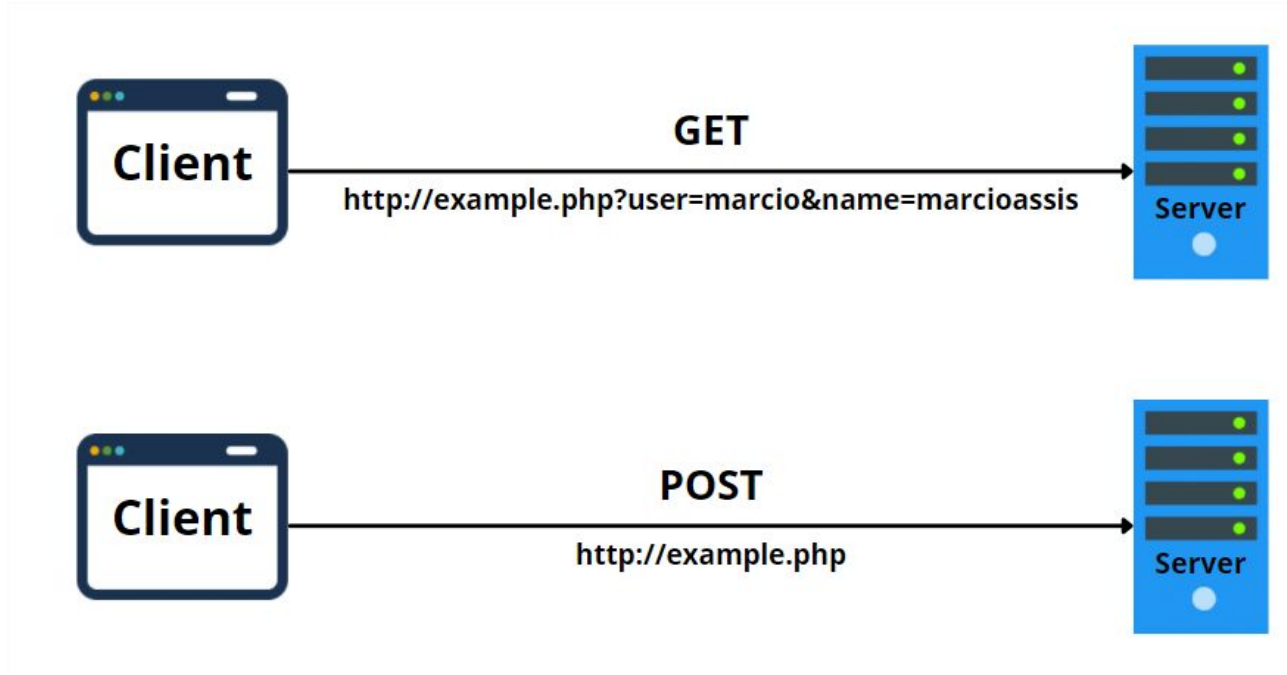 Client
GET
http://example.php?user=marcio&name=marcioassis
Server
Client
POST
http://example.php
Server